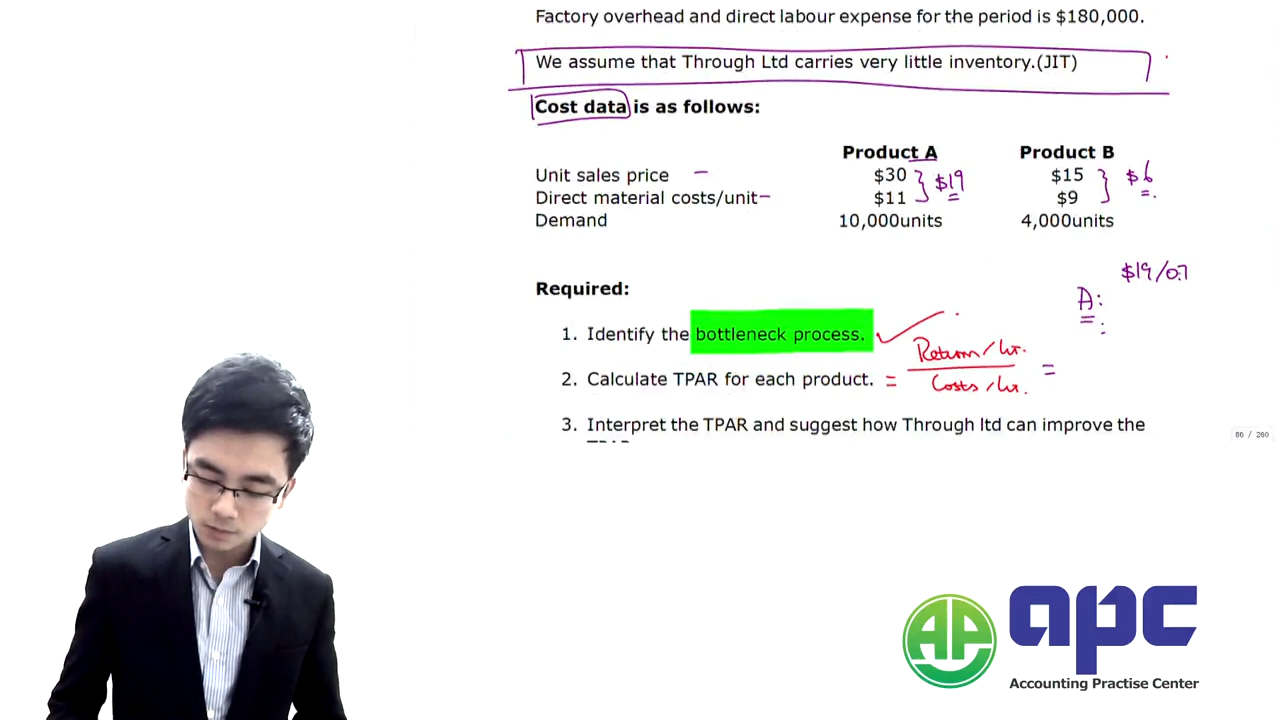 Factory overhead and direct labour expense for the period is $180,000.
We assume that Through Ltd carries very little inventory.(JIT)
Cost data is as follows:
Product A Product B
Unit sales price $30 $15
$19 $6
Direct material costs/unit $11 $9
Demand 10,000units 4,000units
$19/0.7
Required:
A:
1. Identify the bottleneck process.
Return/hr.
2. Calculate TPAR for each product. = =
Costs/hr.
3. Interpret the TPAR and suggest how Through ltd can improve the
86 / 260
AP
apc
Accounting Practise Center